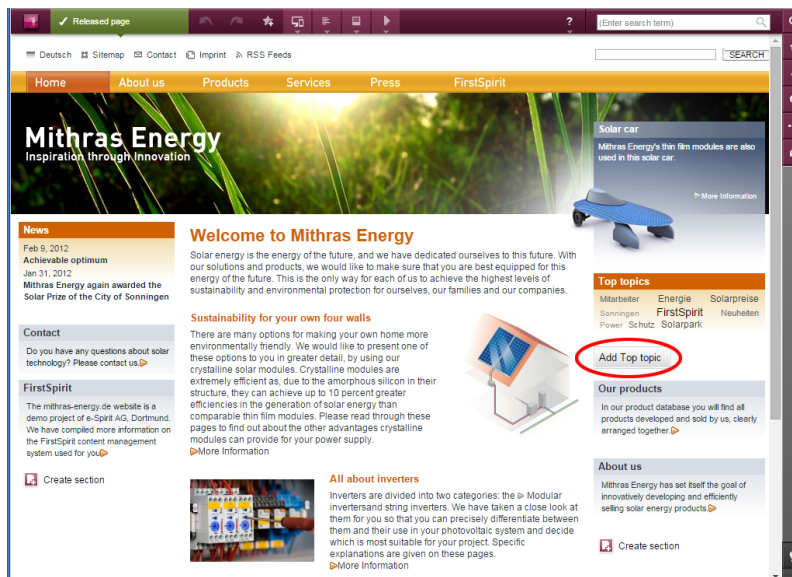 Released page
?
(Enter search term)
Deutsch Sitemap Contact Imprint RSS Feeds
SEARCH
Home About us Products Services Press FirstSpirit
Mithras Energy
Inspiration through Innovation
Solar car
Mithras Energy's thin film modules are also
used in this solar car.
More Information
News
Feb 9, 2012
Achievable optimum
Jan 31, 2012
Mithras Energy again awarded the
Solar Prize of the City of Sonningen
Contact
Do you have any questions about solar
technology? Please contact us.
FirstSpirit
The mithras-energy.de website is a
demo project of e-Spirit AG, Dortmund.
We have compiled more information on
the FirstSpirit content management
system used for you
Create section
Welcome to Mithras Energy
Solar energy is the energy of the future, and we have dedicated ourselves to this future. With
our solutions and products, we would like to make sure that you are best equipped for this
energy of the future. This is the only way for each of us to achieve the highest levels of
sustainability and environmental protection for ourselves, our families and our companies.
Sustainability for your own four
walls
There are many options for making
your own home more
environmentally friendly. We would like to present one of
these options to you in greater detail, by using our
crystalline solar modules. Crystalline modules are
extremely efficient as, due to the amorphous silicon in their
structure, they can achieve up to 10 percent greater
efficiencies in the generation of solar energy than
comparable thin film modules. Please read through these
pages to find out about the other advantages crystalline
modules can provide for your power supply.
More Information
All about inverters
Inverters are divided into two categories: the Modular
invertersand string inverters. We have taken a close look at
them for you so that you can precisely differentiate between
them and their use in your photovoltaic system and decide
which is most suitable for your project. Specific
explanations are given on these pages.
More Information
Top topics
Mitarbeiter Energie Solarpreise
Sonningen FirstSpirit Neuheiten
Power Schutz Solarpark
Add Top topic
Our products
In our product database you will find all
products developed and sold by us, clearly
arranged together.
About us
Mithras Energy has set itself the goal of
innovatively developing and efficiently
selling solar energy products.
Create section